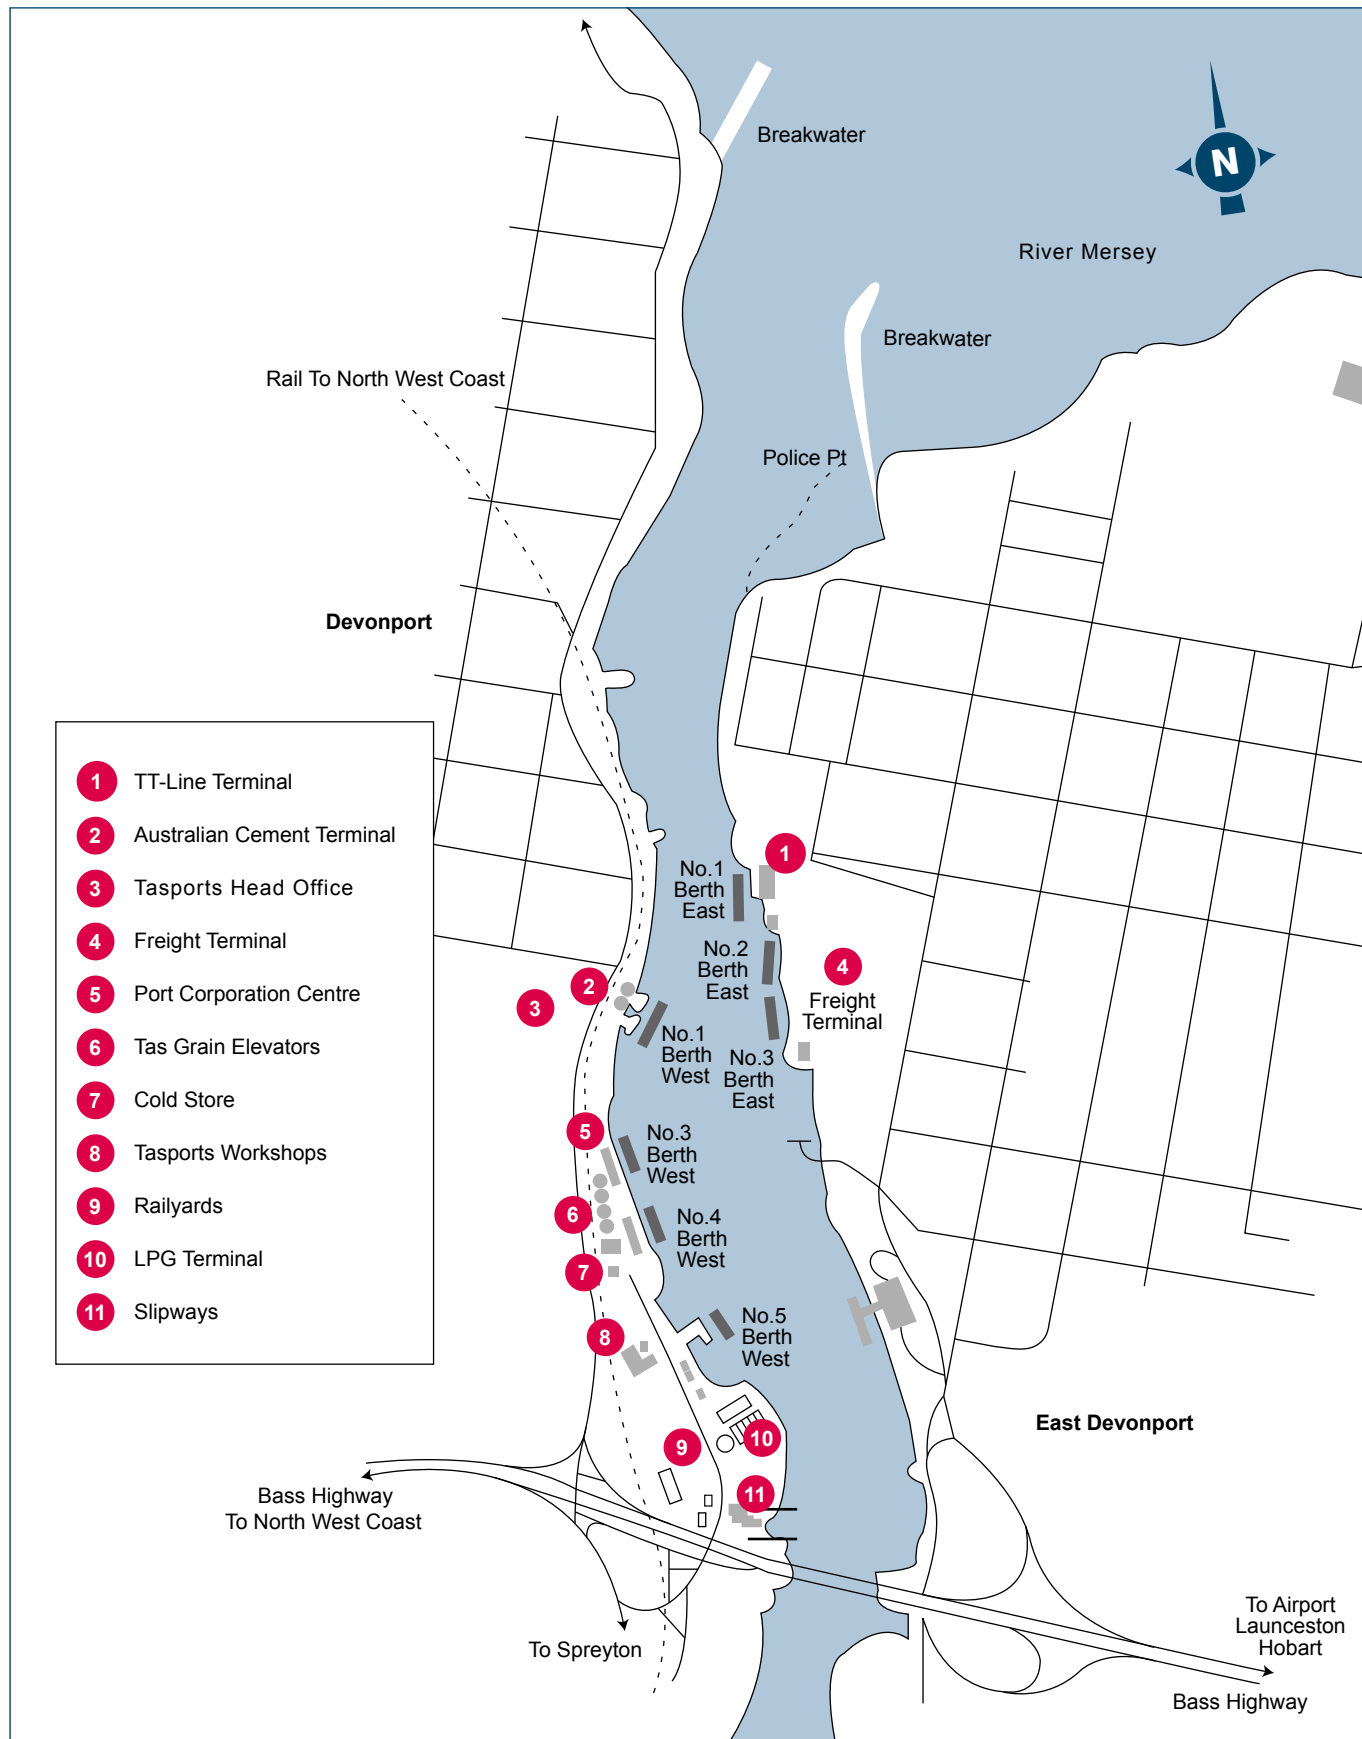 Breakwater
N
River Mersey
Breakwater
Rail To North West Coast
Police Pt
Devonport
1 TT-Line Terminal
2 Australian Cement Terminal
3 Tasports Head Office
4 Freight Terminal
5 Port Corporation Centre
6 Tas Grain Elevators
7 Cold Store
8 Tasports Workshops
9 Railyards
10 LPG Terminal
11 Slipways
1
No.1
Berth
East
No.2
Berth
East
4
Freight
Terminal
2
3
No.1
Berth
West
No.3
Berth
East
5
No.3
Berth
West
6
No.4
Berth
West
7
No.5
Berth
West
8
East Devonport
10
9
11
Bass Highway
To North West Coast
To Spreyton
To Airport
Launceston
Hobart
Bass Highway